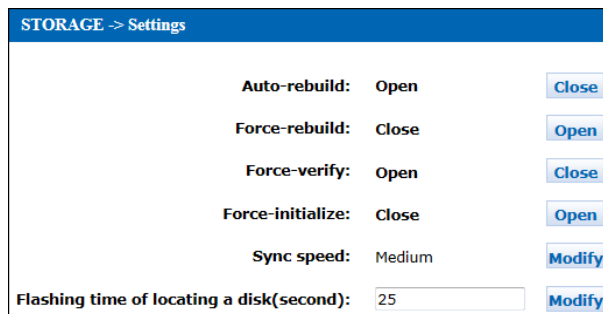 STORAGE -> Settings
Auto-rebuild: Open Close
Force-rebuild: Close Open
Force-verify: Open Close
Force-initialize: Close Open
Sync speed: Medium Modify
Flashing time of locating a disk(second): 25 Modify